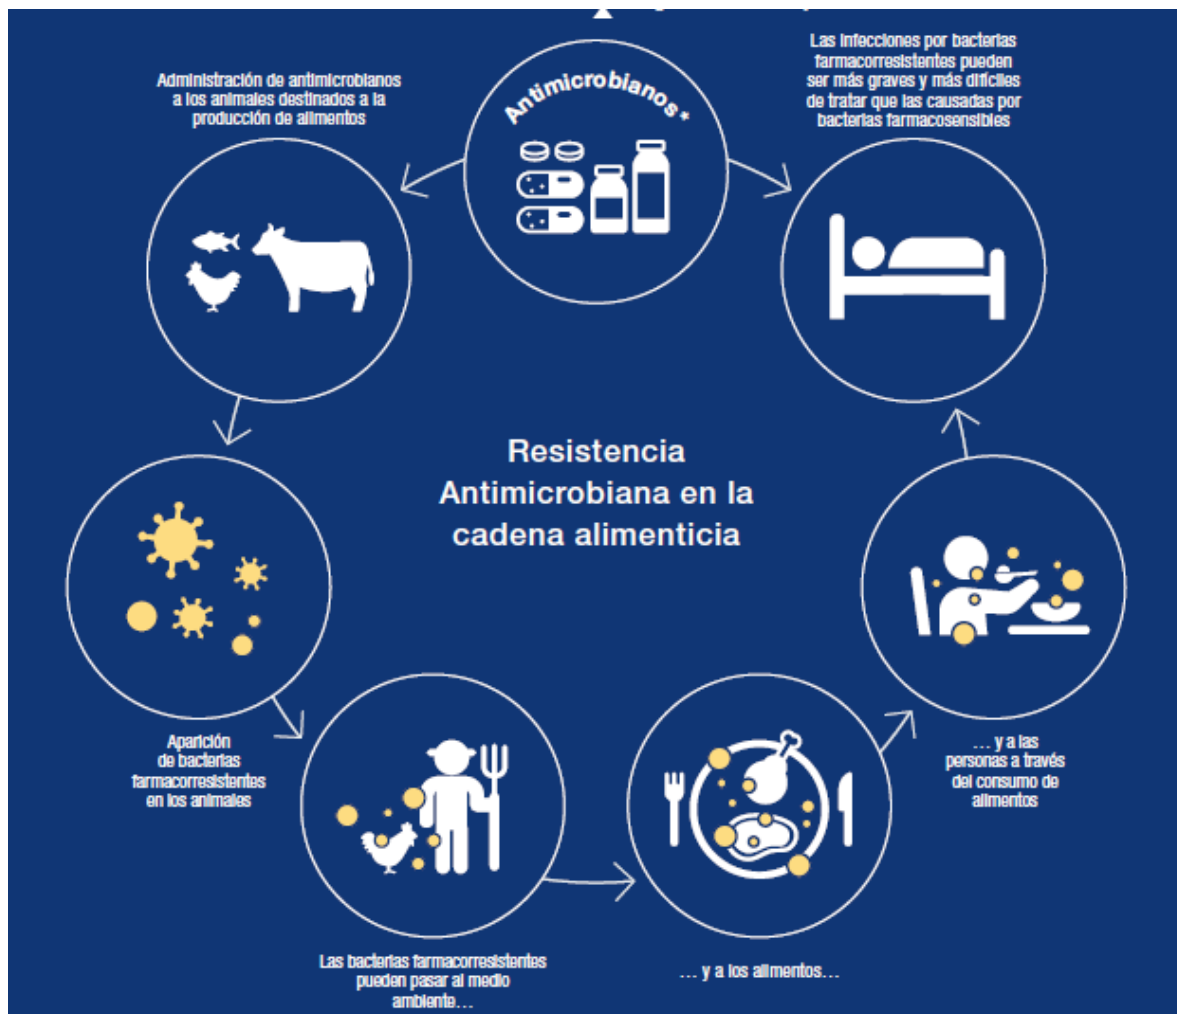 Antimicrobianos*
Administración de antimicrobianos
a los animales destinados a la
producción de alimentos
Aparición
de bacterias
farmacorresistentes
en los animales
Las bacterias farmacorresistentes
pueden pasar al medio
ambiente...
... y a los alimentos...
... y a las
personas a través
del consumo de
alimentos
Las infecciones por bacterias
farmacorresistentes pueden
ser más graves y más difíciles
de tratar que las causadas por
bacterias farmacosensibles
Resistencia
Antimicrobiana en la
cadena alimenticia